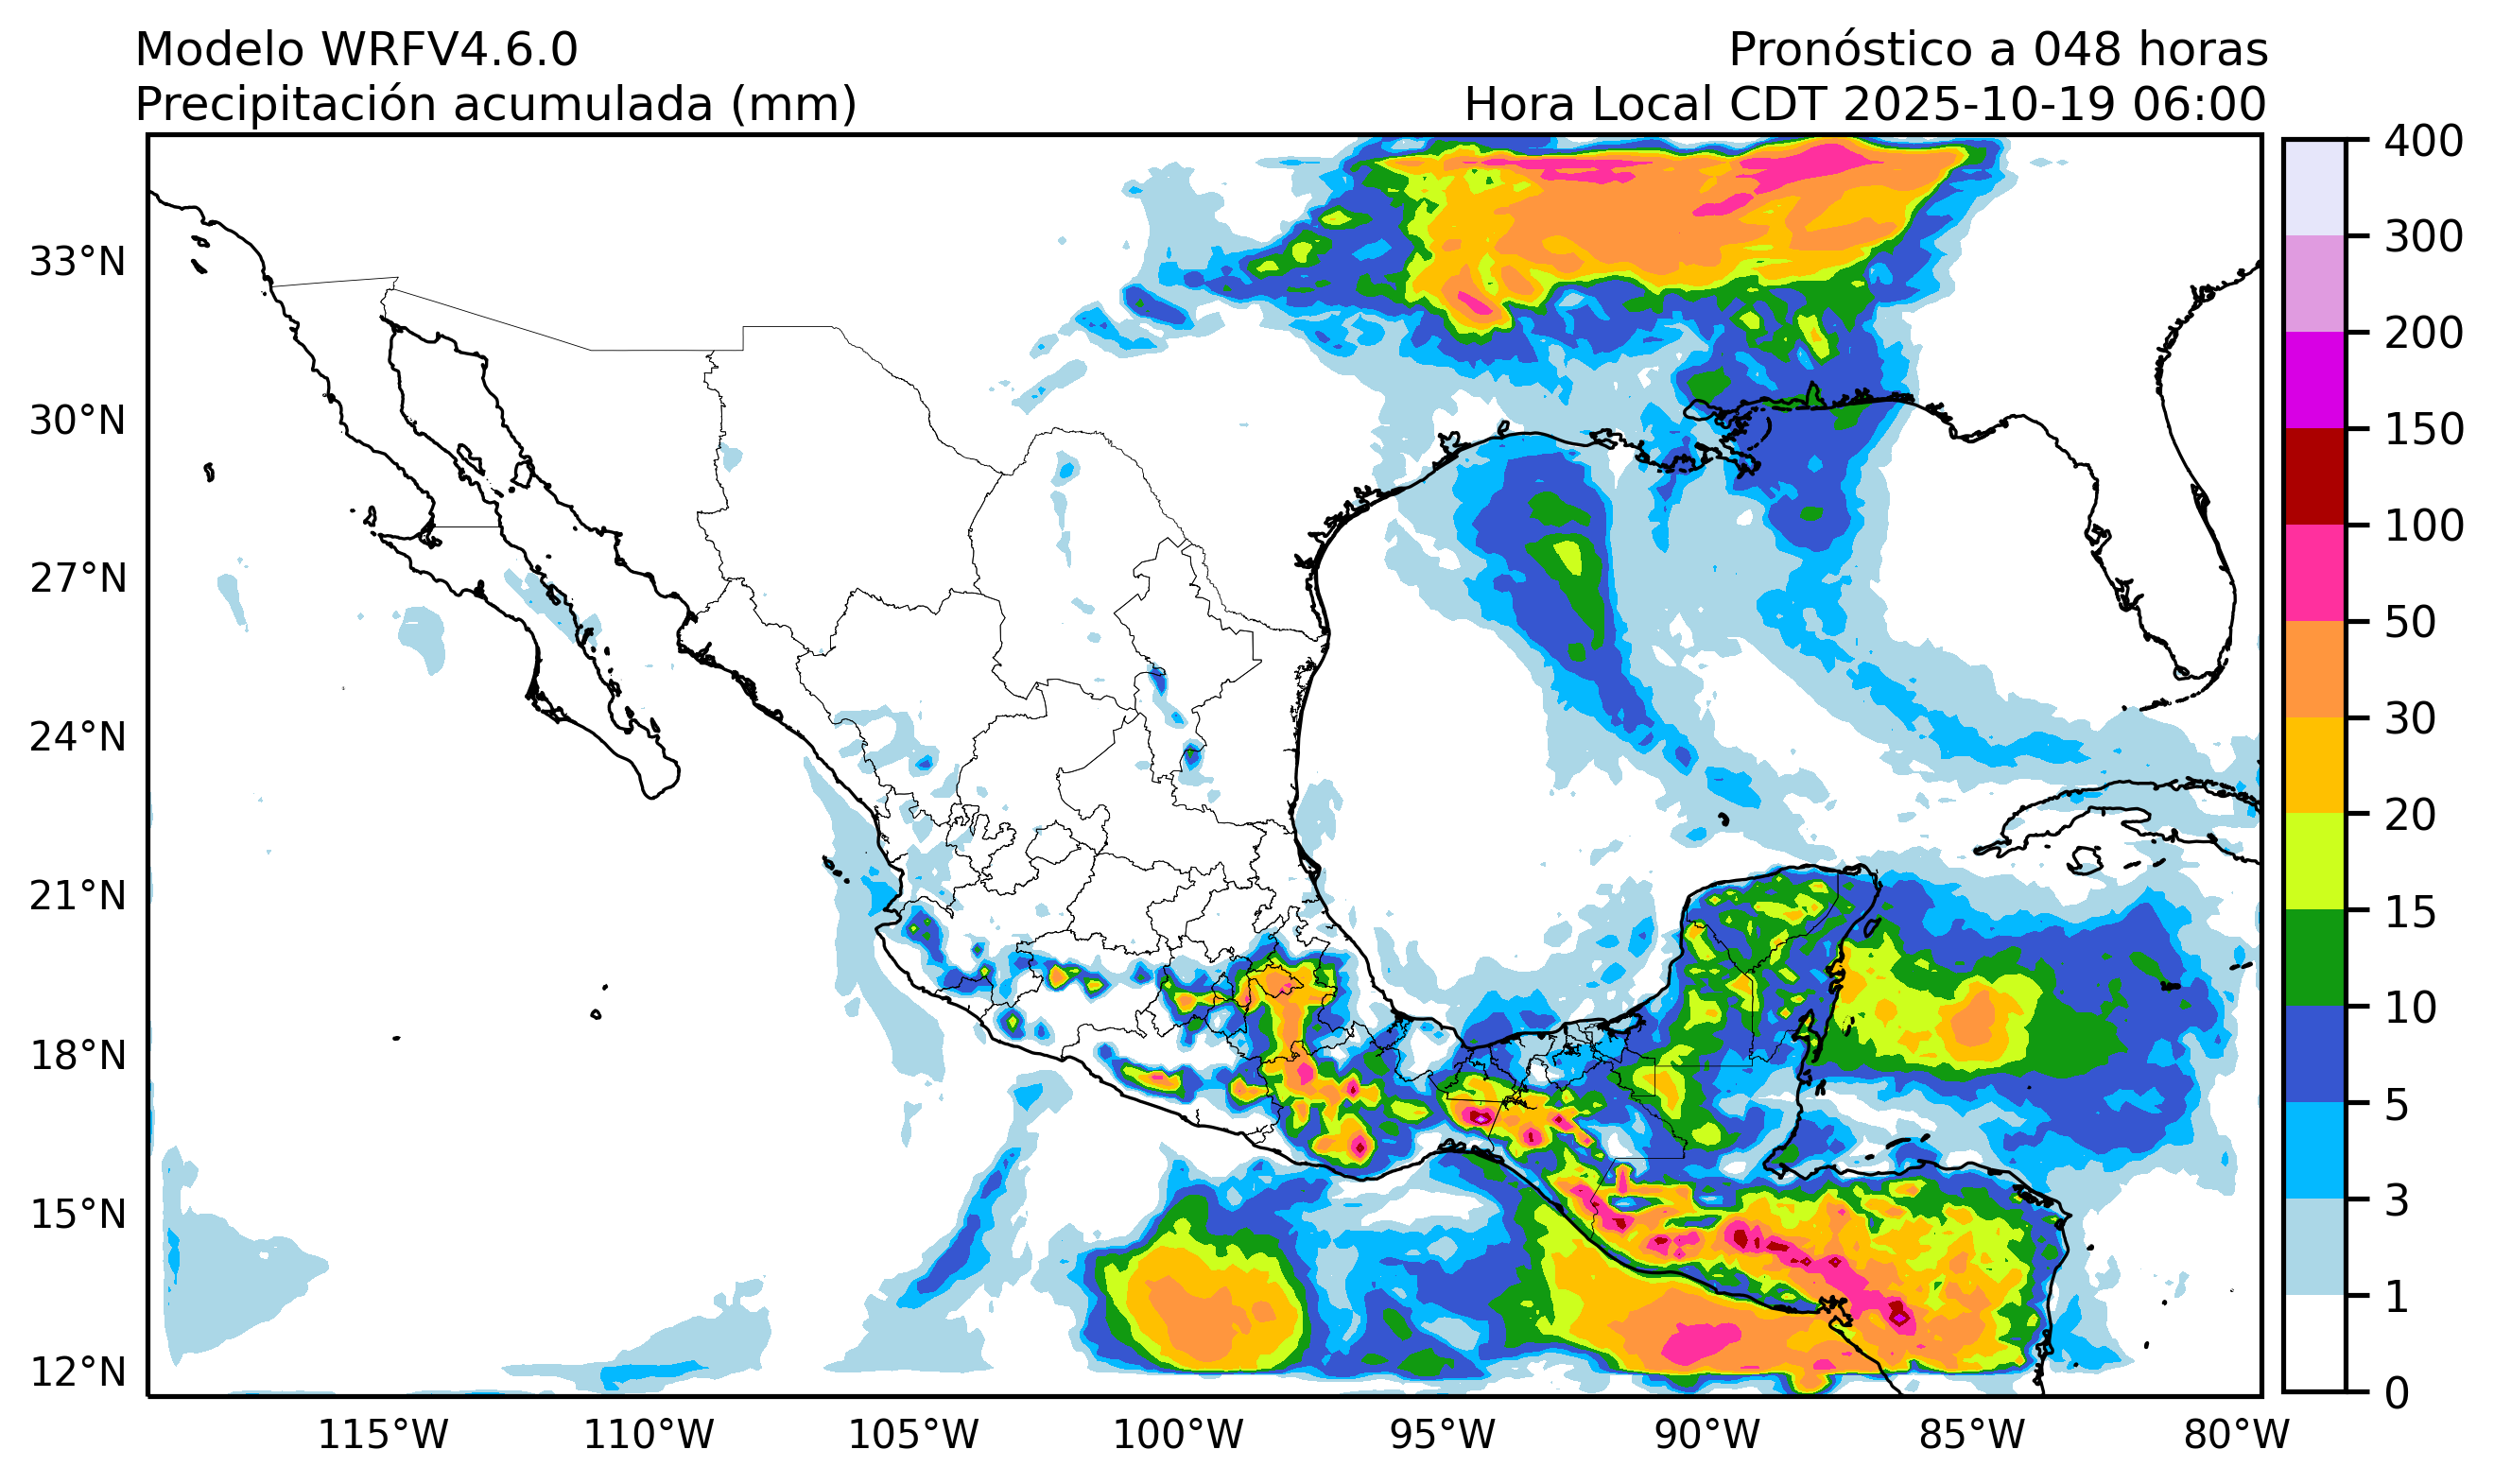 Modelo WRFV4.6.0
Pronóstico a 048 horas
Precipitación acumulada (mm)
Hora Local CDT 2025-10-19 06:00
33°N
30°N
27°N
24°N
21°N
18°N
15°N
12°N
115°W
110°W
105°W
100°W
95°W
90°W
85°W
80°W
400
300
200
150
100
50
30
20
15
10
5
3
1
0